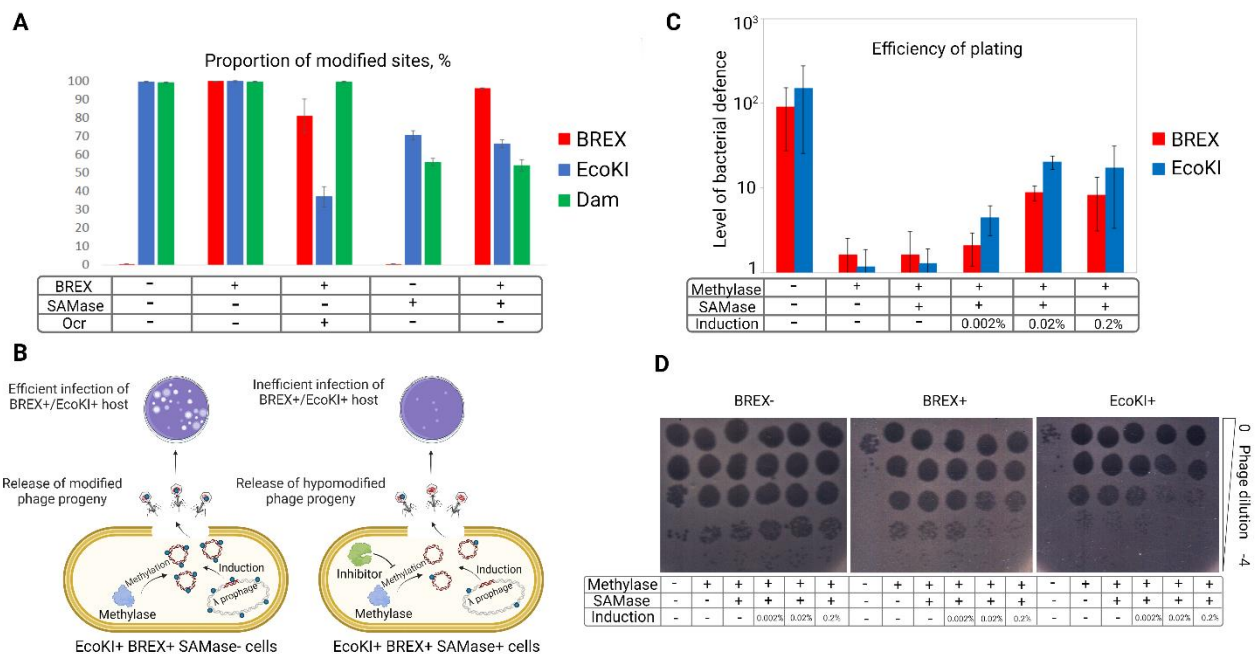 A
Proportion of modified sites, %
100
90
80
70
60
50
40
30
20
10
0
BREX
EcoKI
Dam
BREX - + + - +
SAMase - - - + +
Ocr - - + - -
B
Efficient infection of
BREX+/EcoKI+ host
Inefficient infection of
BREX+/EcoKI+ host
Release of modified
phage progeny
Release of hypomodified
phage progeny
Methylation
Induction
λ prophage
Methylase
EcoKI+ BREX+ SAMase- cells
Inhibitor
Methylation
Induction
λ prophage
Methylase
EcoKI+ BREX+ SAMase+ cells
C
Efficiency of plating
Level of bacterial defence
10³
10²
10
1
BREX
EcoKI
Methylase - + + + + +
SAMase - - + + + +
Induction - - - 0.002% 0.02% 0.2%
D
BREX-
BREX+
EcoKI+
0 Phage dilution -4
Methylase - + + + + + - + + + + + - + + + + +
SAMase - - + + + + - - + + + + - - + + + +
Induction - - - 0.002% 0.02% 0.2% - - - 0.002% 0.02% 0.2% - - - 0.002% 0.02% 0.2%